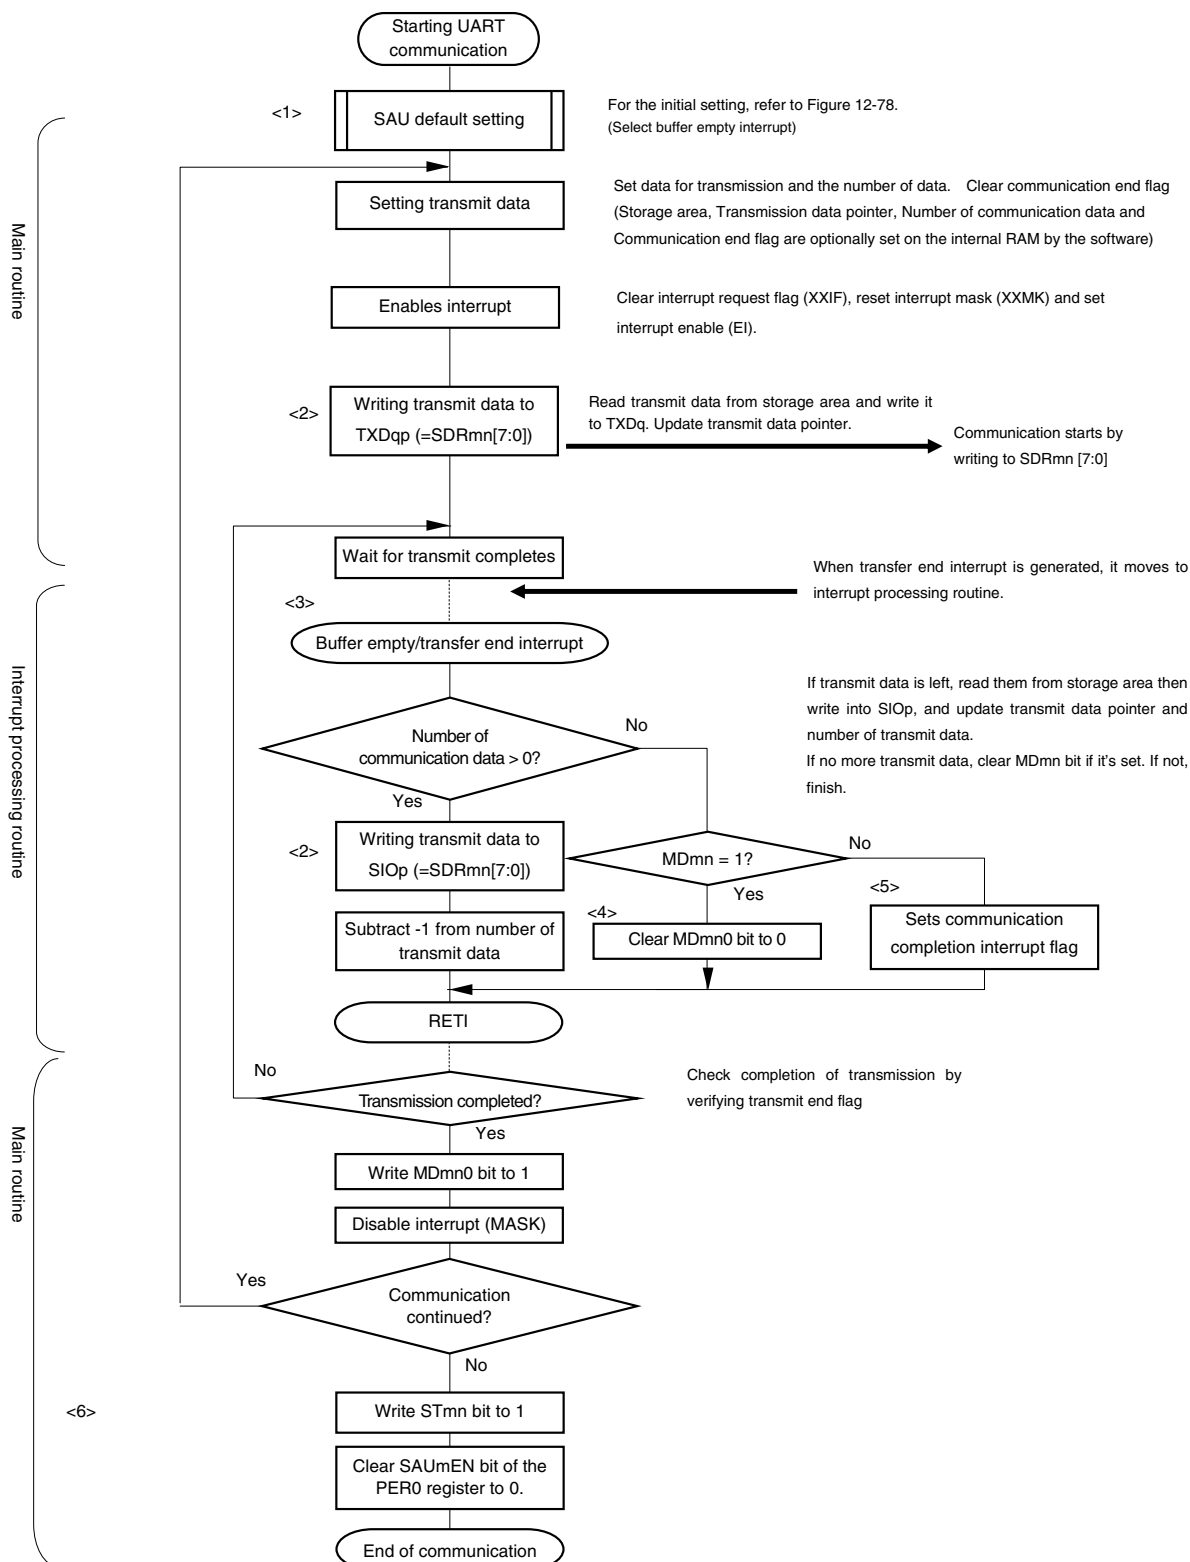 Starting UART
communication
<1>
SAU default setting
For the initial setting, refer to Figure 12-78.
(Select buffer empty interrupt)
Main routine
Setting transmit data
Set data for transmission and the number of data. Clear communication end flag
(Storage area, Transmission data pointer, Number of communication data and
Communication end flag are optionally set on the internal RAM by the software)
Enables interrupt
Clear interrupt request flag (XXIF), reset interrupt mask (XXMK) and set
interrupt enable (EI).
<2>
Writing transmit data to
TXDqp (=SDRmn[7:0])
Read transmit data from storage area and write it
to TXDq. Update transmit data pointer.
Communication starts by
writing to SDRmn [7:0]
Wait for transmit completes
When transfer end interrupt is generated, it moves to
interrupt processing routine.
<3>
Buffer empty/transfer end interrupt
Interrupt processing routine
If transmit data is left, read them from storage area then
write into SIOp, and update transmit data pointer and
number of transmit data.
If no more transmit data, clear MDmn bit if it's set. If not,
finish.
Number of
communication data > 0?
No
Yes
<2>
Writing transmit data to
SIOp (=SDRmn[7:0])
MDmn = 1?
No
Yes
<4>
<5>
Subtract -1 from number of
transmit data
Clear MDmn0 bit to 0
Sets communication
completion interrupt flag
RETI
No
Transmission completed?
Check completion of transmission by
verifying transmit end flag
Yes
Main routine
Write MDmn0 bit to 1
Disable interrupt (MASK)
Yes
Communication
continued?
No
<6>
Write STmn bit to 1
Clear SAUmEN bit of the
PER0 register to 0.
End of communication